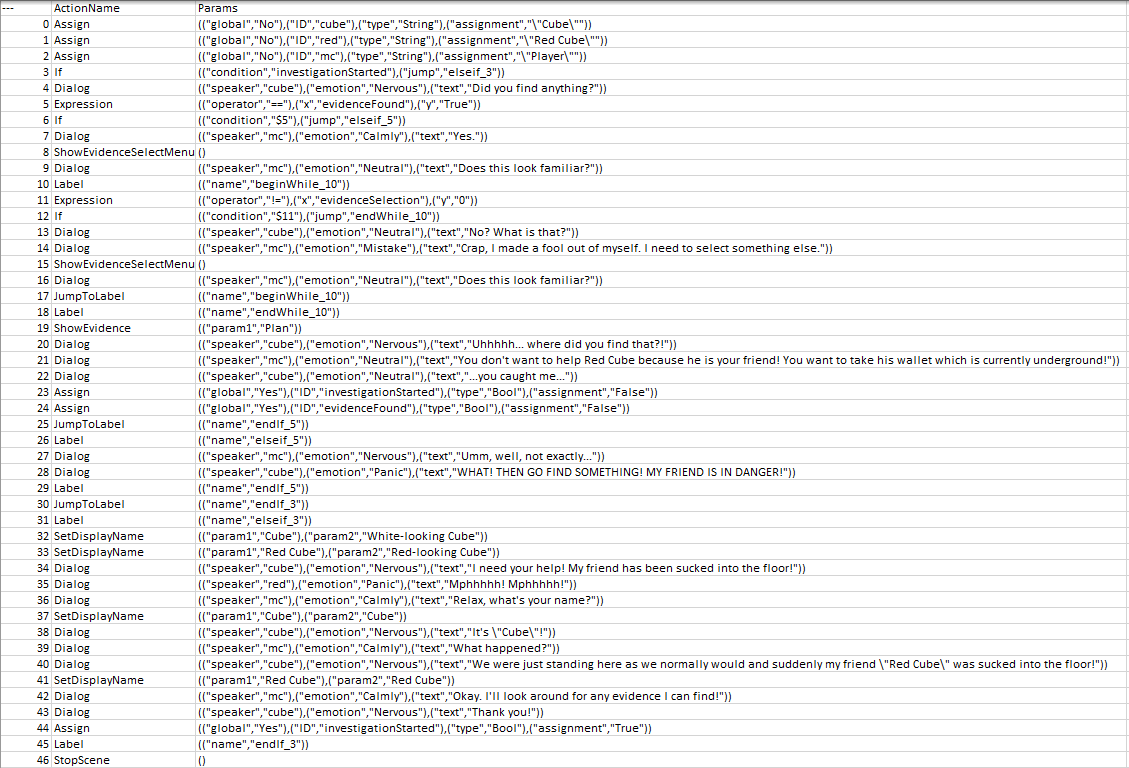 --- ActionName Params
0 Assign (("global","No"),("ID","cube"),("type","String"),("assignment","\"Cube\""))
1 Assign (("global","No"),("ID","red"),("type","String"),("assignment","\"Red Cube\""))
2 Assign (("global","No"),("ID","mc"),("type","String"),("assignment","\"Player\""))
3 If (("condition","investigationStarted"),("jump","elseif_3"))
4 Dialog (("speaker","cube"),("emotion","Nervous"),("text","Did you find anything?"))
5 Expression (("operator","=="),("x","evidenceFound"),("y","True"))
6 If (("condition","$5"),("jump","elseif_5"))
7 Dialog (("speaker","mc"),("emotion","Calmly"),("text","Yes."))
8 ShowEvidenceSelectMenu ()
9 Dialog (("speaker","mc"),("emotion","Neutral"),("text","Does this look familiar?"))
10 Label (("name","beginWhile_10"))
11 Expression (("operator","!="),("x","evidenceSelection"),("y","0"))
12 If (("condition","$11"),("jump","endWhile_10"))
13 Dialog (("speaker","cube"),("emotion","Neutral"),("text","No? What is that?"))
14 Dialog (("speaker","mc"),("emotion","Mistake"),("text","Crap, I made a fool out of myself. I need to select something else."))
15 ShowEvidenceSelectMenu ()
16 Dialog (("speaker","mc"),("emotion","Neutral"),("text","Does this look familiar?"))
17 JumpToLabel (("name","beginWhile_10"))
18 Label (("name","endWhile_10"))
19 ShowEvidence (("param1","Plan"))
20 Dialog (("speaker","cube"),("emotion","Nervous"),("text","Uhhhhh... where did you find that?!"))
21 Dialog (("speaker","mc"),("emotion","Neutral"),("text","You don't want to help Red Cube because he is your friend! You want to take his wallet which is currently underground!"))
22 Dialog (("speaker","cube"),("emotion","Neutral"),("text","...you caught me..."))
23 Assign (("global","Yes"),("ID","investigationStarted"),("type","Bool"),("assignment","False"))
24 Assign (("global","Yes"),("ID","evidenceFound"),("type","Bool"),("assignment","False"))
25 JumpToLabel (("name","endIf_5"))
26 Label (("name","elseif_5"))
27 Dialog (("speaker","mc"),("emotion","Nervous"),("text","Umm, well, not exactly..."))
28 Dialog (("speaker","cube"),("emotion","Panic"),("text","WHAT! THEN GO FIND SOMETHING! MY FRIEND IS IN DANGER!"))
29 Label (("name","endIf_5"))
30 JumpToLabel (("name","endIf_3"))
31 Label (("name","elseif_3"))
32 SetDisplayName (("param1","Cube"),("param2","White-looking Cube"))
33 SetDisplayName (("param1","Red Cube"),("param2","Red-looking Cube"))
34 Dialog (("speaker","cube"),("emotion","Nervous"),("text","I need your help! My friend has been sucked into the floor!"))
35 Dialog (("speaker","red"),("emotion","Panic"),("text","Mphhhhh! Mphhhhh!"))
36 Dialog (("speaker","mc"),("emotion","Calmly"),("text","Relax, what's your name?"))
37 SetDisplayName (("param1","Cube"),("param2","Cube"))
38 Dialog (("speaker","cube"),("emotion","Nervous"),("text","It's \"Cube\"!"))
39 Dialog (("speaker","mc"),("emotion","Calmly"),("text","What happened?"))
40 Dialog (("speaker","cube"),("emotion","Nervous"),("text","We were just standing here as we normally would and suddenly my friend \"Red Cube\" was sucked into the floor!"))
41 SetDisplayName (("param1","Red Cube"),("param2","Red Cube"))
42 Dialog (("speaker","mc"),("emotion","Calmly"),("text","Okay. I'll look around for any evidence I can find!"))
43 Dialog (("speaker","cube"),("emotion","Nervous"),("text","Thank you!"))
44 Assign (("global","Yes"),("ID","investigationStarted"),("type","Bool"),("assignment","True"))
45 Label (("name","endIf_3"))
46 StopScene ()